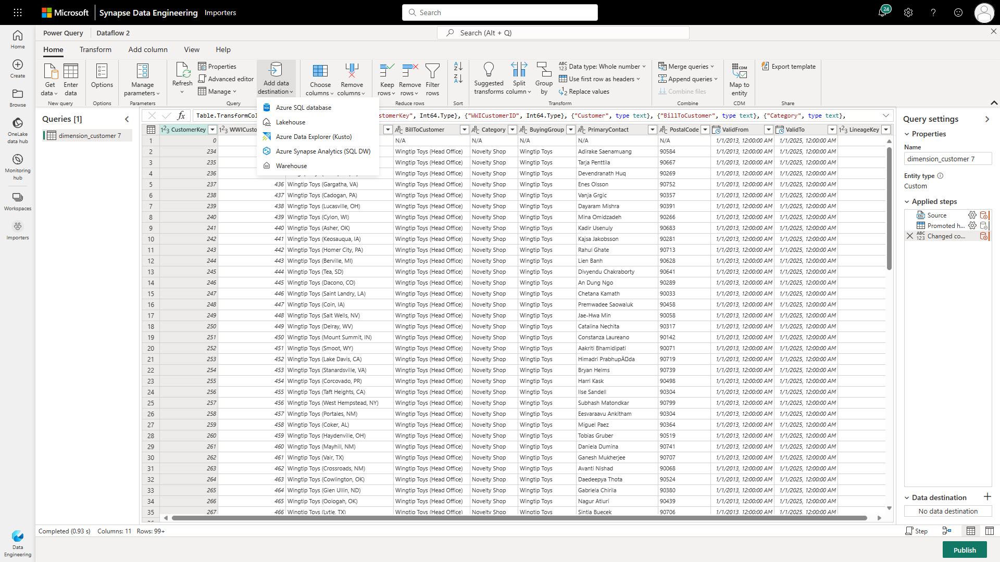 Microsoft Synapse Data Engineering Importers Search 24
Power Query Dataflow 2 Search (Alt + Q)
Home
Create
Browse
OneLake data hub
Monitoring hub
Workspaces
Importers
Data Engineering
Home Transform Add column View Help
Get data Enter data
New query
Options
Options
Manage parameters
Parameters
Refresh Properties Advanced editor Manage
Query
Add data destination
Choose columns Remove columns
Keep rows Remove rows Filter rows
Reduce rows
Sort
Suggested transforms Split column Group by
Data type: Whole number
Use first row as headers
Replace values
Transform
Merge queries
Append queries
Combine files
Combine
Map to entity
CDM
Export template
Share
Azure SQL database
Lakehouse
Azure Data Explorer (Kusto)
Azure Synapse Analytics (SQL DW)
Warehouse
Queries [1]
dimension_customer 7
fx Table.TransformCol stomerKey", Int64.Type}, {"WWICustomerID", Int64.Type}, {"Customer", type text}, {"BillToCustomer", type text}, {"Category", type text},
CustomerKey WWICusto BillToCustomer Category BuyingGroup PrimaryContact PostalCode ValidFrom ValidTo LineageKey
1 0 N/A N/A N/A N/A N/A 1/1/2013, 12:00:00 AM 1/1/2025, 12:00:00 AM
2 234 Wingtip Toys (Head Office) Novelty Shop Wingtip Toys Adirake Saenamuang 90584 1/1/2013, 12:00:00 AM 1/1/2025, 12:00:00 AM
3 235 Wingtip Toys (Head Office) Novelty Shop Wingtip Toys Tarja Penttila 90667 1/1/2013, 12:00:00 AM 1/1/2025, 12:00:00 AM
4 236 Wingtip Toys (Head Office) Novelty Shop Wingtip Toys Devendranath Huq 90269 1/1/2013, 12:00:00 AM 1/1/2025, 12:00:00 AM
5 237 436 Wingtip Toys (Gargatha, VA) Wingtip Toys (Head Office) Novelty Shop Wingtip Toys Enes Olsson 90752 1/1/2013, 12:00:00 AM 1/1/2025, 12:00:00 AM
6 238 437 Wingtip Toys (Cadogan, PA) Wingtip Toys (Head Office) Novelty Shop Wingtip Toys Vanja Grgic 90357 1/1/2013, 12:00:00 AM 1/1/2025, 12:00:00 AM
7 239 438 Wingtip Toys (Lucasville, OH) Wingtip Toys (Head Office) Novelty Shop Wingtip Toys Dayaram Mishra 90391 1/1/2013, 12:00:00 AM 1/1/2025, 12:00:00 AM
8 240 439 Wingtip Toys (Cylon, WI) Wingtip Toys (Head Office) Novelty Shop Wingtip Toys Mina Omidzadeh 90266 1/1/2013, 12:00:00 AM 1/1/2025, 12:00:00 AM
9 241 440 Wingtip Toys (Asher, OK) Wingtip Toys (Head Office) Novelty Shop Wingtip Toys Kadir Usenuly 90683 1/1/2013, 12:00:00 AM 1/1/2025, 12:00:00 AM
10 242 441 Wingtip Toys (Keosauqua, IA) Wingtip Toys (Head Office) Novelty Shop Wingtip Toys Kajsa Jakobsson 90281 1/1/2013, 12:00:00 AM 1/1/2025, 12:00:00 AM
11 243 442 Wingtip Toys (Homer City, PA) Wingtip Toys (Head Office) Novelty Shop Wingtip Toys Rahul Ghate 90713 1/1/2013, 12:00:00 AM 1/1/2025, 12:00:00 AM
12 244 443 Wingtip Toys (Berville, MI) Wingtip Toys (Head Office) Novelty Shop Wingtip Toys Lien Banh 90628 1/1/2013, 12:00:00 AM 1/1/2025, 12:00:00 AM
13 245 444 Wingtip Toys (Tea, SD) Wingtip Toys (Head Office) Novelty Shop Wingtip Toys Divyendu Chakraborty 90641 1/1/2013, 12:00:00 AM 1/1/2025, 12:00:00 AM
14 246 445 Wingtip Toys (Dacono, CO) Wingtip Toys (Head Office) Novelty Shop Wingtip Toys An Dung Ngo 90289 1/1/2013, 12:00:00 AM 1/1/2025, 12:00:00 AM
15 247 446 Wingtip Toys (Saint Landry, LA) Wingtip Toys (Head Office) Novelty Shop Wingtip Toys Chetana Kamath 90033 1/1/2013, 12:00:00 AM 1/1/2025, 12:00:00 AM
16 248 447 Wingtip Toys (Coin, IA) Wingtip Toys (Head Office) Novelty Shop Wingtip Toys Premwadee Saowaluk 90458 1/1/2013, 12:00:00 AM 1/1/2025, 12:00:00 AM
17 249 448 Wingtip Toys (Salt Wells, NV) Wingtip Toys (Head Office) Novelty Shop Wingtip Toys Jae-Hwa Min 90058 1/1/2013, 12:00:00 AM 1/1/2025, 12:00:00 AM
18 250 449 Wingtip Toys (Delray, WV) Wingtip Toys (Head Office) Novelty Shop Wingtip Toys Catalina Nechita 90317 1/1/2013, 12:00:00 AM 1/1/2025, 12:00:00 AM
19 251 450 Wingtip Toys (Mount Summit, IN) Wingtip Toys (Head Office) Novelty Shop Wingtip Toys Constanza Laureano 90142 1/1/2013, 12:00:00 AM 1/1/2025, 12:00:00 AM
20 252 451 Wingtip Toys (Smoot, WY) Wingtip Toys (Head Office) Novelty Shop Wingtip Toys Aakriti Bhamidipati 90071 1/1/2013, 12:00:00 AM 1/1/2025, 12:00:00 AM
21 253 452 Wingtip Toys (Lake Davis, CA) Wingtip Toys (Head Office) Novelty Shop Wingtip Toys Himadri PrabhupÄ▯da 90719 1/1/2013, 12:00:00 AM 1/1/2025, 12:00:00 AM
22 254 453 Wingtip Toys (Stanardsville, VA) Wingtip Toys (Head Office) Novelty Shop Wingtip Toys Bryan Helms 90739 1/1/2013, 12:00:00 AM 1/1/2025, 12:00:00 AM
23 255 454 Wingtip Toys (Corcovado, PR) Wingtip Toys (Head Office) Novelty Shop Wingtip Toys Harri Kask 90498 1/1/2013, 12:00:00 AM 1/1/2025, 12:00:00 AM
24 256 455 Wingtip Toys (Taft Heights, CA) Wingtip Toys (Head Office) Novelty Shop Wingtip Toys Ilse Sandell 90304 1/1/2013, 12:00:00 AM 1/1/2025, 12:00:00 AM
25 257 456 Wingtip Toys (West Hempstead, NY) Wingtip Toys (Head Office) Novelty Shop Wingtip Toys Subhash Matondkar 90799 1/1/2013, 12:00:00 AM 1/1/2025, 12:00:00 AM
26 258 457 Wingtip Toys (Portales, NM) Wingtip Toys (Head Office) Novelty Shop Wingtip Toys Eesvaraavu Ankitham 90304 1/1/2013, 12:00:00 AM 1/1/2025, 12:00:00 AM
27 259 458 Wingtip Toys (Coker, AL) Wingtip Toys (Head Office) Novelty Shop Wingtip Toys Miguel Paez 90364 1/1/2013, 12:00:00 AM 1/1/2025, 12:00:00 AM
28 260 459 Wingtip Toys (Haydenville, OH) Wingtip Toys (Head Office) Novelty Shop Wingtip Toys Tobias Gruber 90519 1/1/2013, 12:00:00 AM 1/1/2025, 12:00:00 AM
29 261 460 Wingtip Toys (Mayhill, NM) Wingtip Toys (Head Office) Novelty Shop Wingtip Toys Daniela Dumina 90741 1/1/2013, 12:00:00 AM 1/1/2025, 12:00:00 AM
30 262 461 Wingtip Toys (Vair, TX) Wingtip Toys (Head Office) Novelty Shop Wingtip Toys Ganesh Mukherjee 90707 1/1/2013, 12:00:00 AM 1/1/2025, 12:00:00 AM
31 263 462 Wingtip Toys (Crossroads, NM) Wingtip Toys (Head Office) Novelty Shop Wingtip Toys Avanti Nishad 90068 1/1/2013, 12:00:00 AM 1/1/2025, 12:00:00 AM
32 264 463 Wingtip Toys (Cowlington, OK) Wingtip Toys (Head Office) Novelty Shop Wingtip Toys Daedeepya Thota 90524 1/1/2013, 12:00:00 AM 1/1/2025, 12:00:00 AM
33 265 464 Wingtip Toys (Glen Ullin, ND) Wingtip Toys (Head Office) Novelty Shop Wingtip Toys Gabriela Chirila 90380 1/1/2013, 12:00:00 AM 1/1/2025, 12:00:00 AM
34 266 465 Wingtip Toys (Oologah, OK) Wingtip Toys (Head Office) Novelty Shop Wingtip Toys Nagur Atluri 90439 1/1/2013, 12:00:00 AM 1/1/2025, 12:00:00 AM
35 267 466 Wingtip Toys (Lytle, TX) Wingtip Toys (Head Office) Novelty Shop Wingtip Toys Sintia Buecek 90706 1/1/2013, 12:00:00 AM 1/1/2025, 12:00:00 AM
Query settings
Properties
Name
dimension_customer 7
Entity type
Custom
Applied steps
Source
Promoted h...
Changed co...
Data destination
No data destination
Completed (0.93 s) Columns: 11 Rows: 99+
Step
Publish